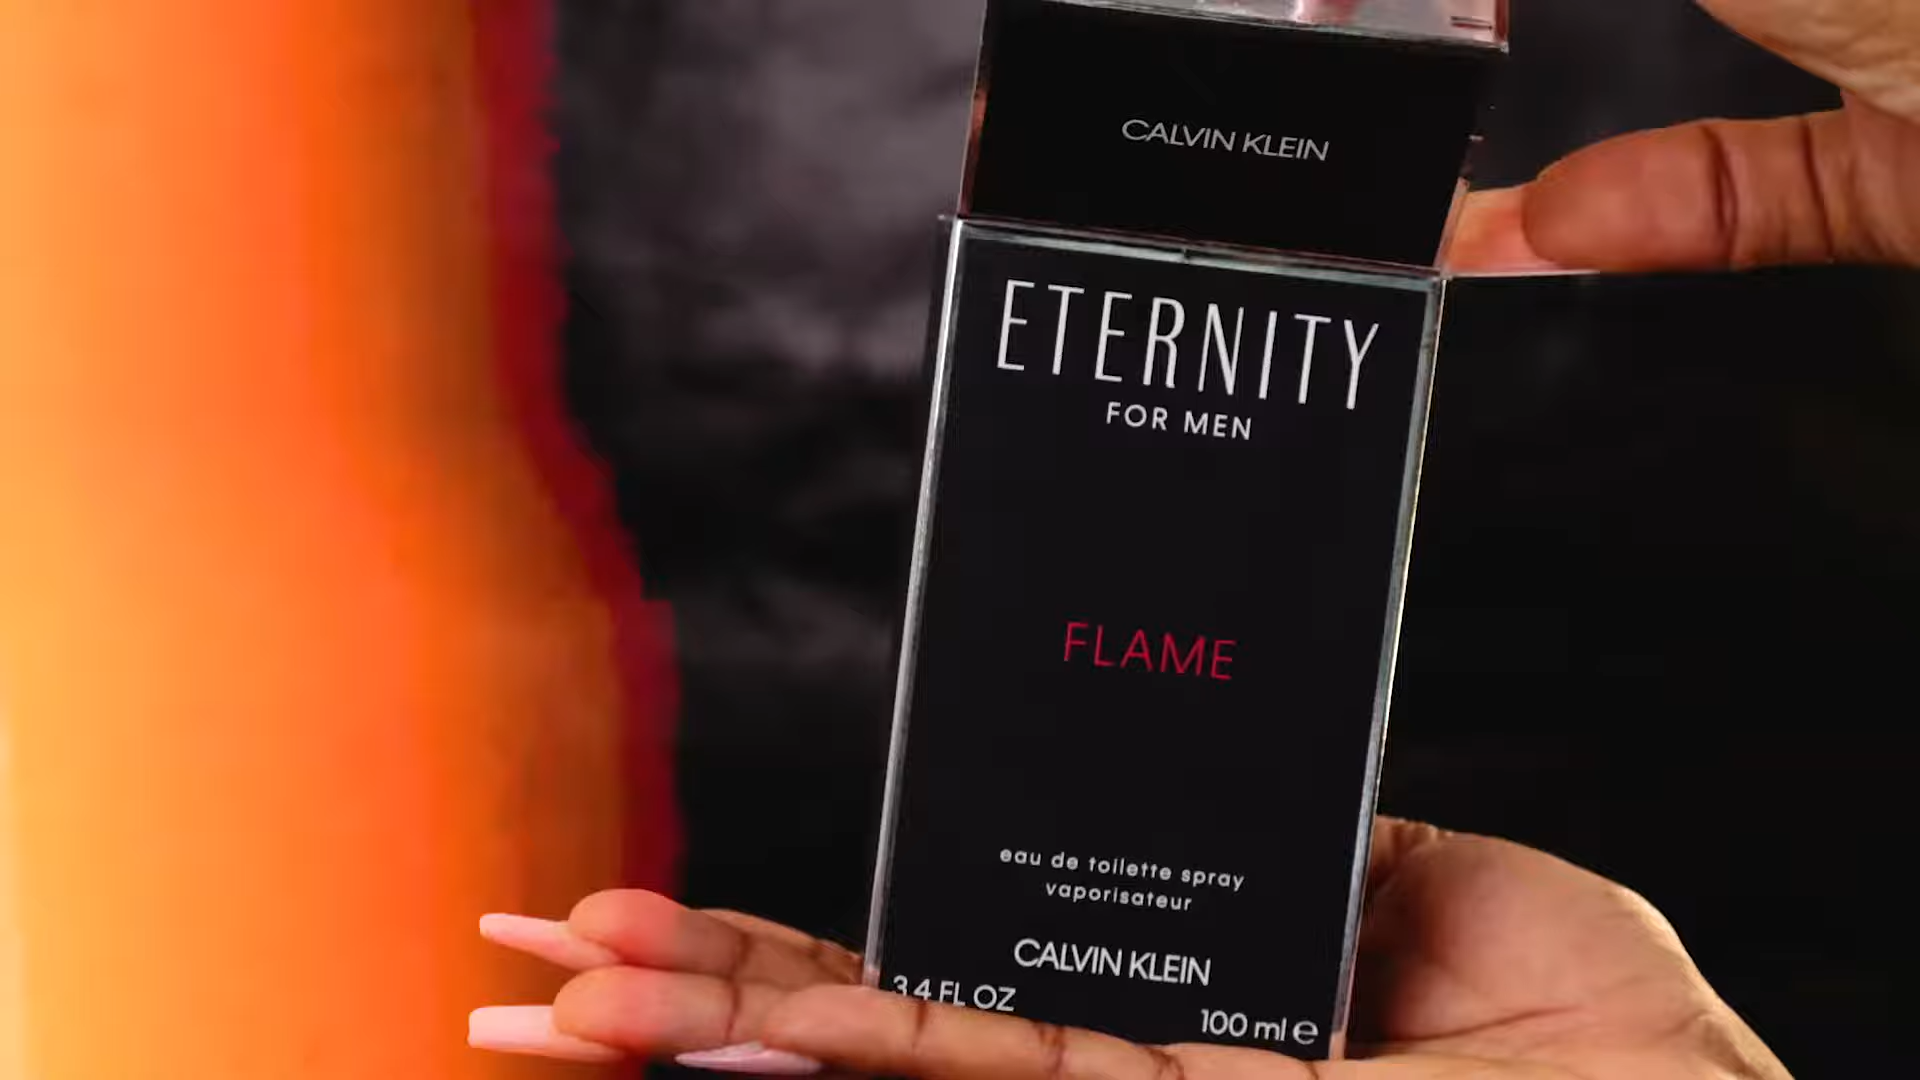 CALVIN KLEIN
ETERNITY
FOR MEN
FLAME
eau de toilette spray
vaporisateur
CALVIN KLEIN
3.4 FL OZ
100 ml e